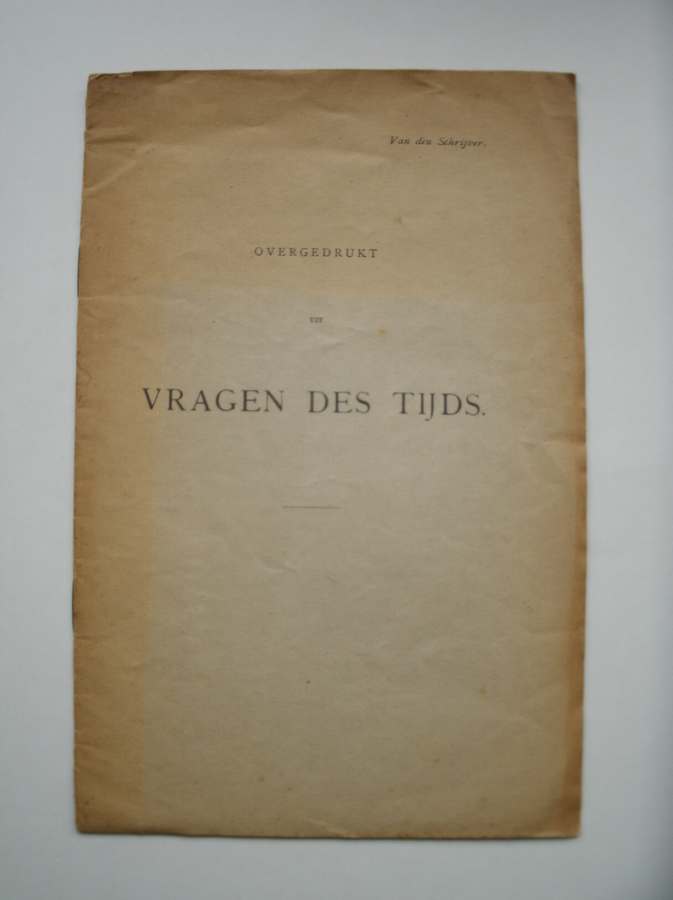 Van den Schrijver.
OVERGEDRUKT
UIT
VRAGEN DES TIJDS.